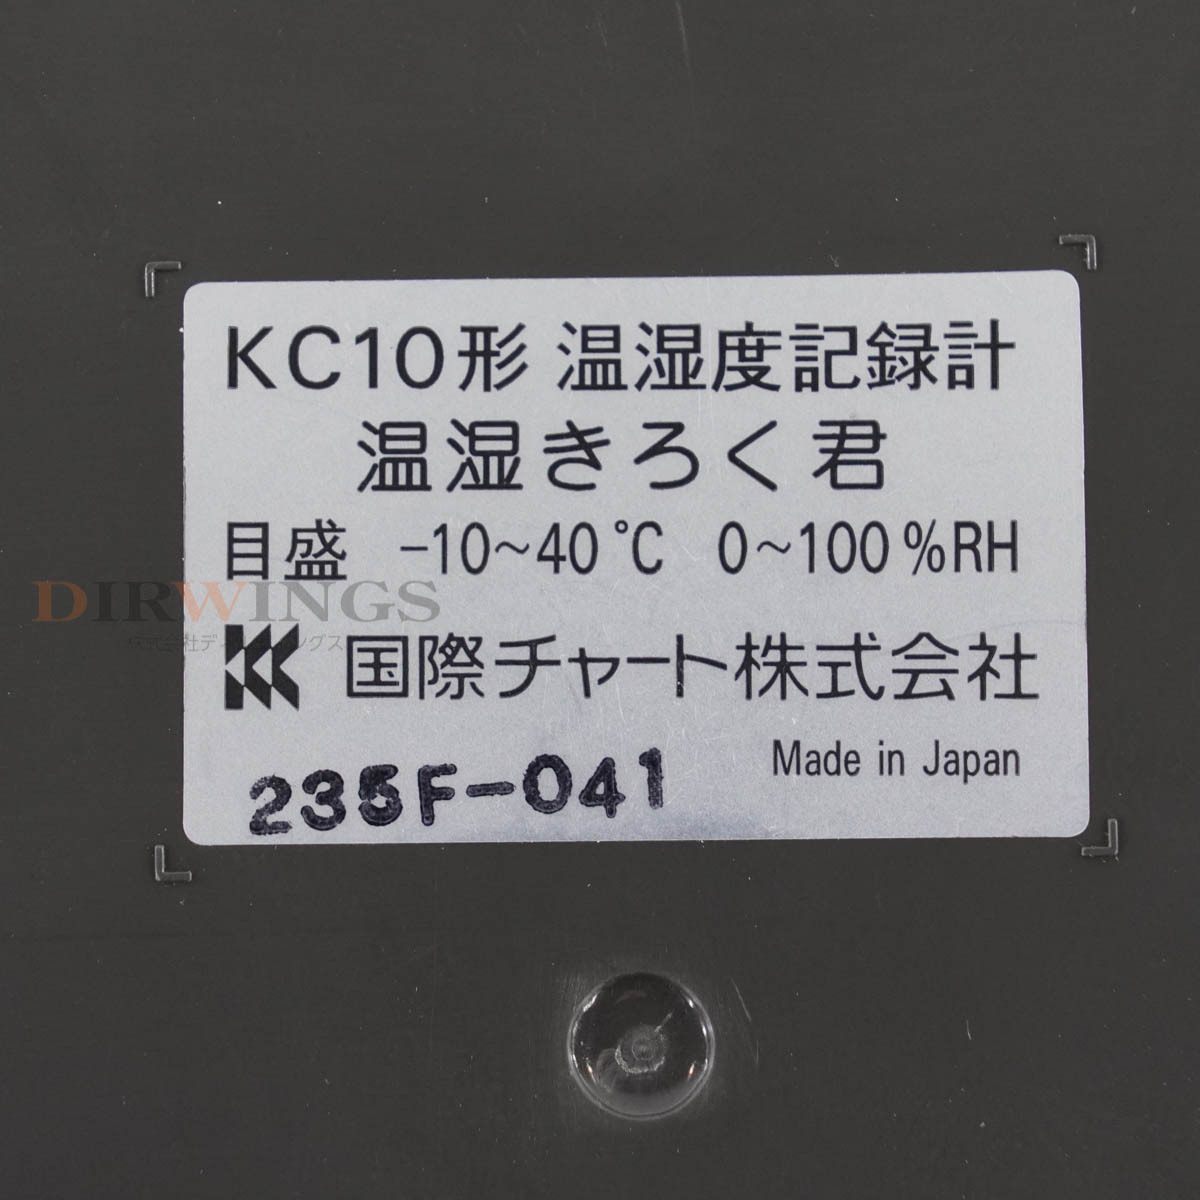 KC10形 温湿度記録計
温湿きろく君
目盛 -10~40℃ 0~100%RH
DIRWINGS
国際チャート株式会社
Made in Japan
235F-041